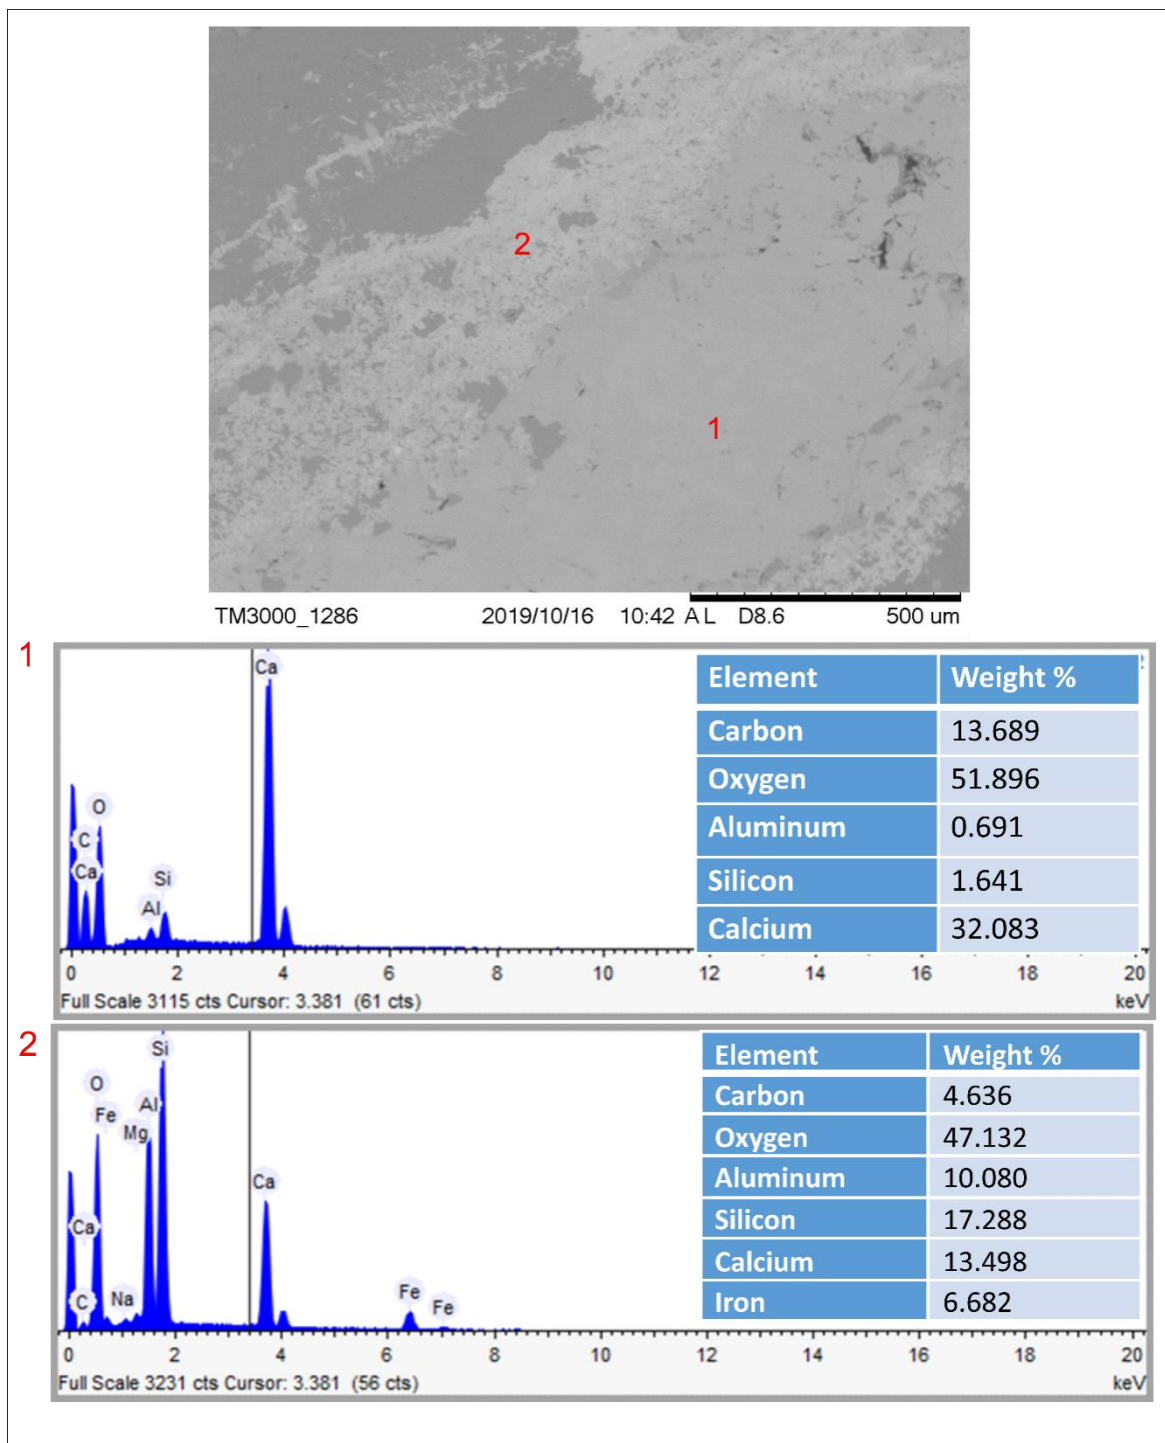 2
1
TM3000_1286 2019/10/16 10:42 A L D8.6 500 um
1
Ca
O
C
Ca
Si
Al
Element Weight %
Carbon 13.689
Oxygen 51.896
Aluminum 0.691
Silicon 1.641
Calcium 32.083
0 2 4 6 8 10 12 14 16 18 20
Full Scale 3115 cts Cursor: 3.381 (61 cts) keV
2
Si
O
Fe
Al
Mg
Ca
Ca
C
Na
Fe
Fe
Element Weight %
Carbon 4.636
Oxygen 47.132
Aluminum 10.080
Silicon 17.288
Calcium 13.498
Iron 6.682
0 2 4 6 8 10 12 14 16 18 20
Full Scale 3231 cts Cursor: 3.381 (56 cts) keV